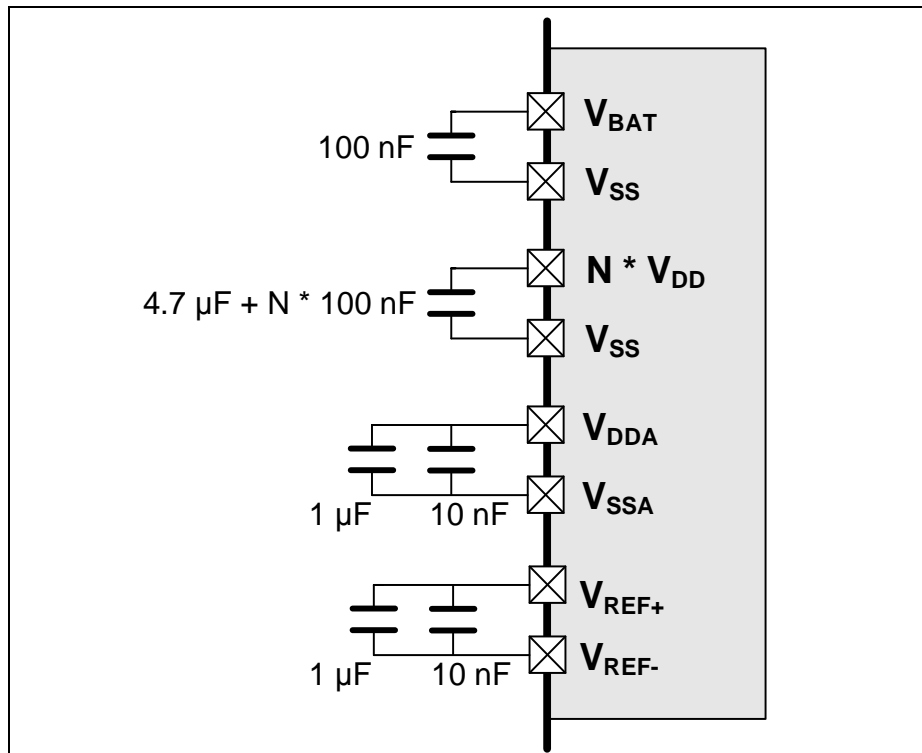 V_BAT
100 nF
V_SS
N * V_DD
4.7 µF + N * 100 nF
V_SS
V_DDA
V_SSA
1 µF 10 nF
V_REF+
V_REF-
1 µF 10 nF